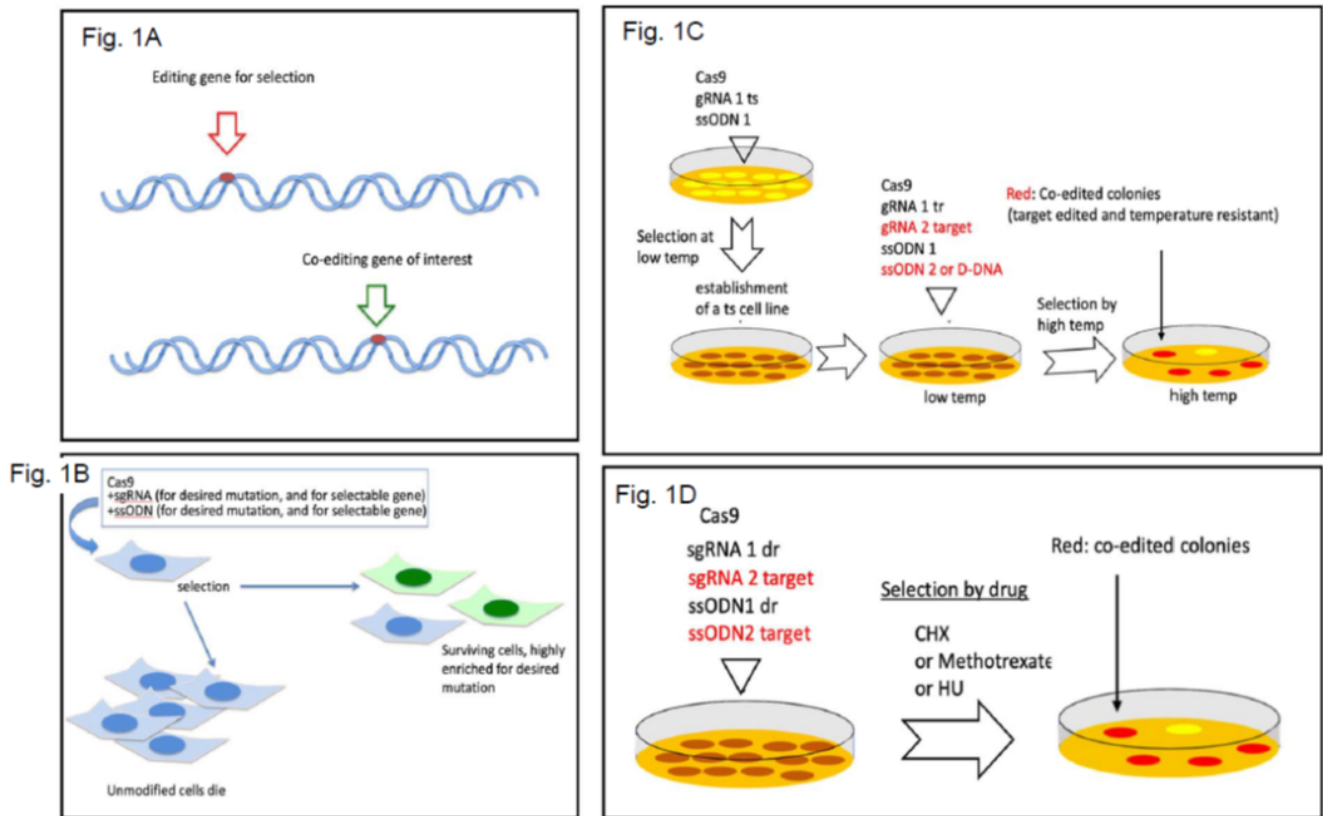 Fig. 1A
Editing gene for selection
Co-editing gene of interest
Fig. 1B
Cas9
+sgRNA (for desired mutation, and for selectable gene)
+ssODN (for desired mutation, and for selectable gene)
selection
Surviving cells, highly
enriched for desired
mutation
Unmodified cells die
Fig. 1C
Cas9
gRNA 1 ts
ssODN 1
Selection at
low temp
establishment
of a ts cell line
Cas9
gRNA 1 tr
gRNA 2 target
ssODN 1
ssODN 2 or D-DNA
low temp
Selection by
high temp
Red: Co-edited colonies
(target edited and temperature resistant)
high temp
Fig. 1D
Cas9
sgRNA 1 dr
sgRNA 2 target
ssODN1 dr
ssODN2 target
Selection by drug
CHX
or Methotrexate
or HU
Red: co-edited colonies